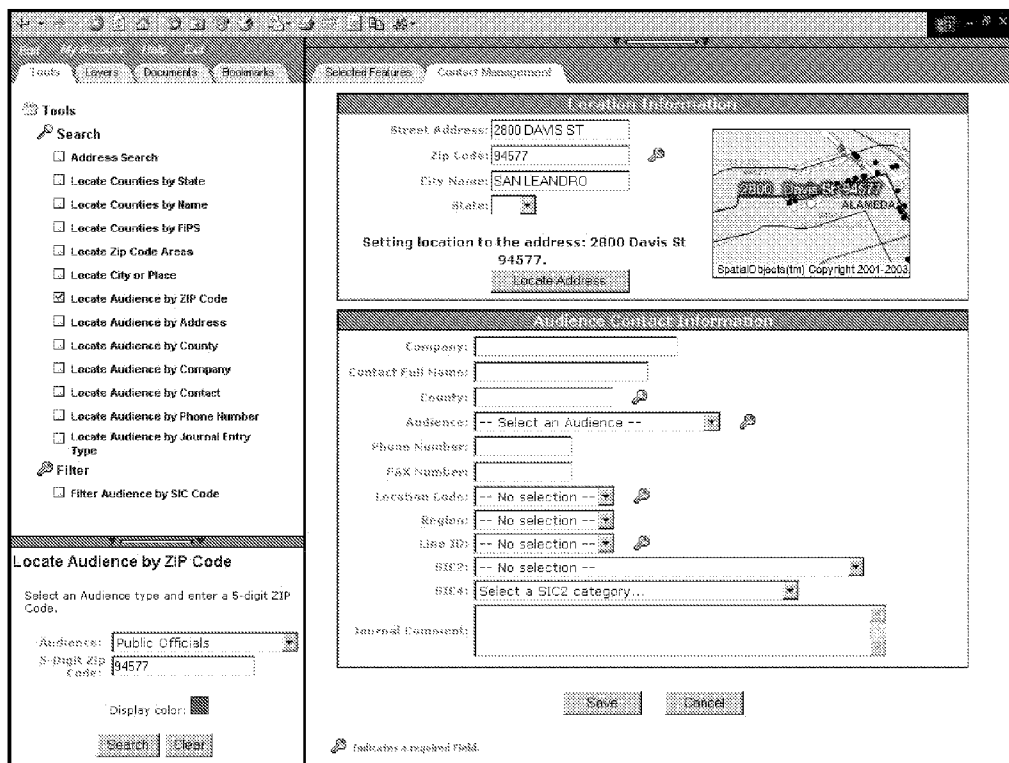 My Account Help Exit
Tools Layers Documents Bookmarks
Selected Features Contact Management
Tools
Search
Address Search
Locate Counties by State
Locate Counties by Name
Locate Counties by FIPS
Locate Zip Code Areas
Locate City or Place
Locate Audience by ZIP Code
Locate Audience by Address
Locate Audience by County
Locate Audience by Company
Locate Audience by Contact
Locate Audience by Phone Number
Locate Audience by Journal Entry
Type
Filter
Filter Audience by SIC Code
Locate Audience by ZIP Code
Select an Audience type and enter a 5-digit ZIP
Code.
Audience: Public Officials
5-Digit Zip
Code: 94577
Display color:
Search Clear
Location Information
Street Address: 2800 DAVIS ST
Zip Code: 94577
City Name: SAN LEANDRO
State:
Setting location to the address: 2800 Davis St
94577.
Locate Address
2800 Davis St 94577
ALAMEDA
SpatialObjects(tm) Copyright 2001-2003
Audience Contact Information
Company:
Contact Full Name:
County:
Audience: -- Select an Audience --
Phone Number:
FAX Number:
Location Code: -- No selection --
Region: -- No selection --
Line ID: -- No selection --
SIC2: -- No selection --
SIC4: Select a SIC2 category...
Journal Comment:
Save Cancel
Indicates a required field.